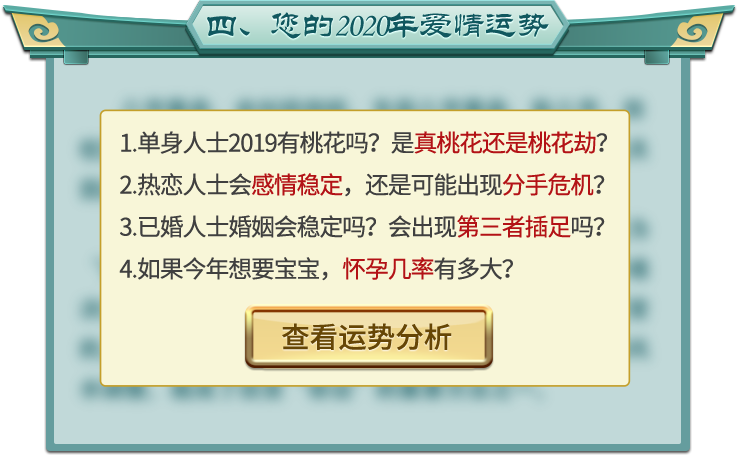 四、您的2020年爱情运势
1.单身人士2019有桃花吗？是真桃花还是桃花劫？
2.热恋人士会感情稳定，还是可能出现分手危机？
3.已婚人士婚姻会稳定吗？会出现第三者插足吗？
4.如果今年想要宝宝，怀孕几率有多大？
查看运势分析